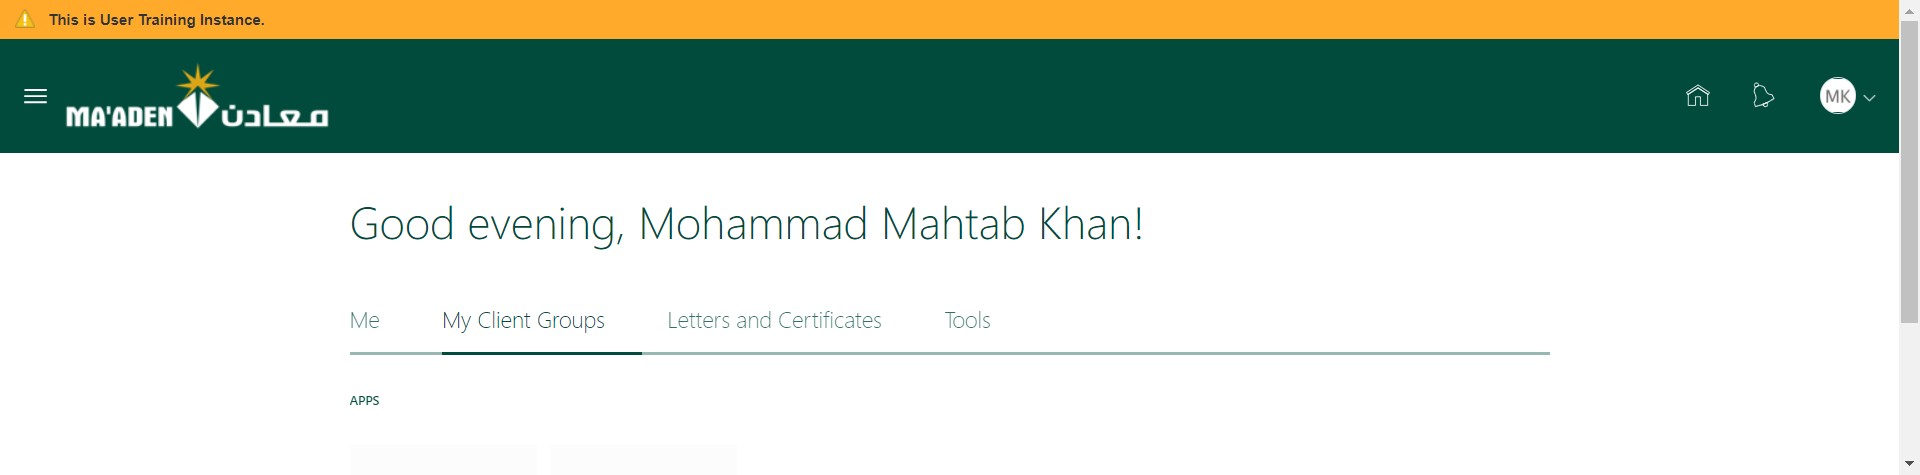 This is User Training Instance.
MA'ADEN معادن
MK
Good evening, Mohammad Mahtab Khan!
Me My Client Groups Letters and Certificates Tools
APPS